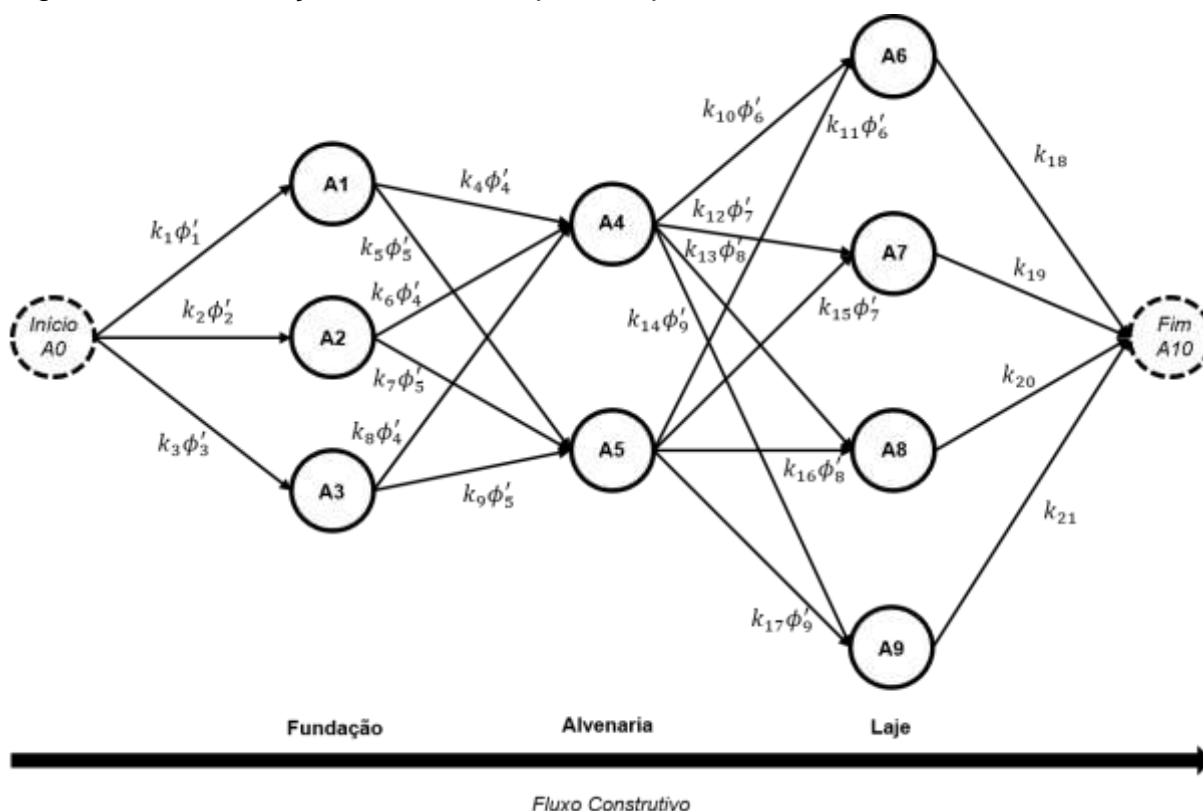 A6
k₁₀ϕ′₆
k₁₁ϕ′₆
A1
k₄ϕ′₄
k₁₈
A4
k₁₂ϕ′₇
k₁ϕ′₁
k₅ϕ′₅
k₁₃ϕ′₈
A7
k₁₉
k₆ϕ′₄
k₂ϕ′₂
k₁₅ϕ′₇
Início
A0
A2
k₁₄ϕ′₉
Fim
A10
k₇ϕ′₅
k₂₀
k₃ϕ′₃
k₈ϕ′₄
A5
A8
k₁₆ϕ′₈
A3
k₉ϕ′₅
k₂₁
k₁₇ϕ′₉
A9
Fundação
Alvenaria
Laje
Fluxo Construtivo